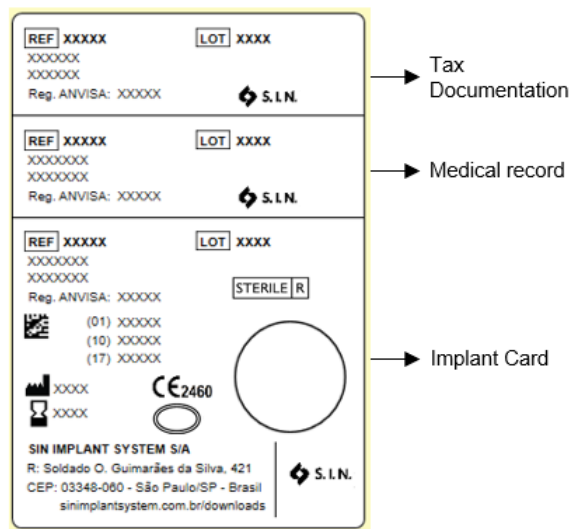 REF XXXXX LOT XXXX
XXXXXX
XXXXXX
Reg. ANVISA: XXXXX S.I.N.
Tax
Documentation
REF XXXXX LOT XXXX
XXXXXXX
XXXXXXX
Reg. ANVISA: XXXXX S.I.N.
Medical record
REF XXXXX LOT XXXX
XXXXXXX
XXXXXXX
Reg. ANVISA: XXXXX
STERILE R
(01) XXXXX
(10) XXXXX
(17) XXXXX
Implant Card
XXXX CE2460
XXXX
SIN IMPLANT SYSTEM S/A
R: Soldado O. Guimarães da Silva, 421
CEP: 03348-060 - São Paulo/SP - Brasil
sinimplantsystem.com.br/downloads
S.I.N.